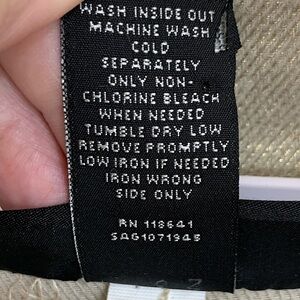 WASH INSIDE OUT
MACHINE WASH
COLD
SEPARATELY
ONLY NON-
CHLORINE BLEACH
WHEN NEEDED
TUMBLE DRY LOW
REMOVE PROMPTLY
LOW IRON IF NEEDED
IRON WRONG
SIDE ONLY
RN 118641
SAG1071945